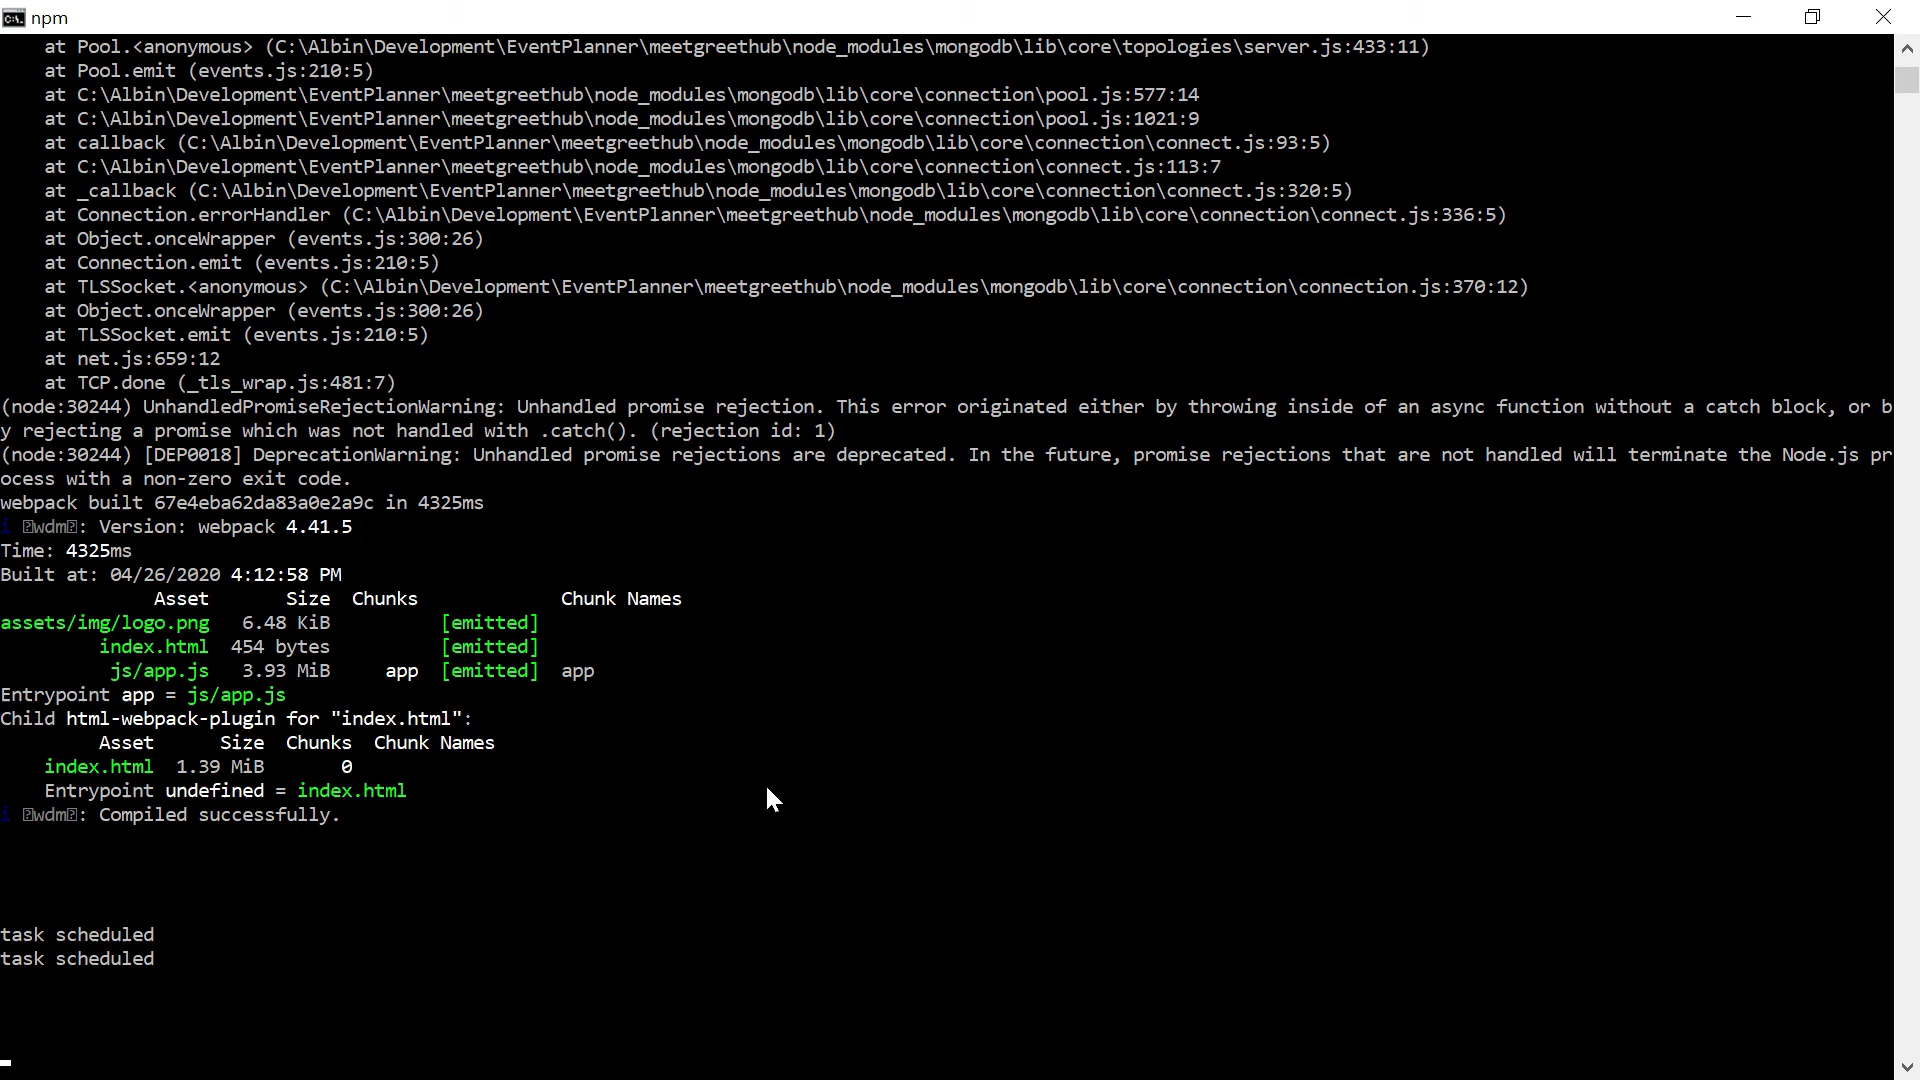 npm
at Pool.<anonymous> (C:\Albin\Development\EventPlanner\meetgreethub\node_modules\mongodb\lib\core\topologies\server.js:433:11)
at Pool.emit (events.js:210:5)
at C:\Albin\Development\EventPlanner\meetgreethub\node_modules\mongodb\lib\core\connection\pool.js:577:14
at C:\Albin\Development\EventPlanner\meetgreethub\node_modules\mongodb\lib\core\connection\pool.js:1021:9
at callback (C:\Albin\Development\EventPlanner\meetgreethub\node_modules\mongodb\lib\core\connection\connect.js:93:5)
at C:\Albin\Development\EventPlanner\meetgreethub\node_modules\mongodb\lib\core\connection\connect.js:113:7
at _callback (C:\Albin\Development\EventPlanner\meetgreethub\node_modules\mongodb\lib\core\connection\connect.js:320:5)
at Connection.errorHandler (C:\Albin\Development\EventPlanner\meetgreethub\node_modules\mongodb\lib\core\connection\connect.js:336:5)
at Object.onceWrapper (events.js:300:26)
at Connection.emit (events.js:210:5)
at TLSSocket.<anonymous> (C:\Albin\Development\EventPlanner\meetgreethub\node_modules\mongodb\lib\core\connection\connection.js:370:12)
at Object.onceWrapper (events.js:300:26)
at TLSSocket.emit (events.js:210:5)
at net.js:659:12
at TCP.done (_tls_wrap.js:481:7)
(node:30244) UnhandledPromiseRejectionWarning: Unhandled promise rejection. This error originated either by throwing inside of an async function without a catch block, or b
y rejecting a promise which was not handled with .catch(). (rejection id: 1)
(node:30244) [DEP0018] DeprecationWarning: Unhandled promise rejections are deprecated. In the future, promise rejections that are not handled will terminate the Node.js pr
ocess with a non-zero exit code.
webpack built 67e4eba62da83a0e2a9c in 4325ms
i ⍰wdm⍰: Version: webpack 4.41.5
Time: 4325ms
Built at: 04/26/2020 4:12:58 PM
Asset Size Chunks Chunk Names
assets/img/logo.png 6.48 KiB [emitted]
index.html 454 bytes [emitted]
js/app.js 3.93 MiB app [emitted] app
Entrypoint app = js/app.js
Child html-webpack-plugin for "index.html":
Asset Size Chunks Chunk Names
index.html 1.39 MiB 0
Entrypoint undefined = index.html
i ⍰wdm⍰: Compiled successfully.
task scheduled
task scheduled